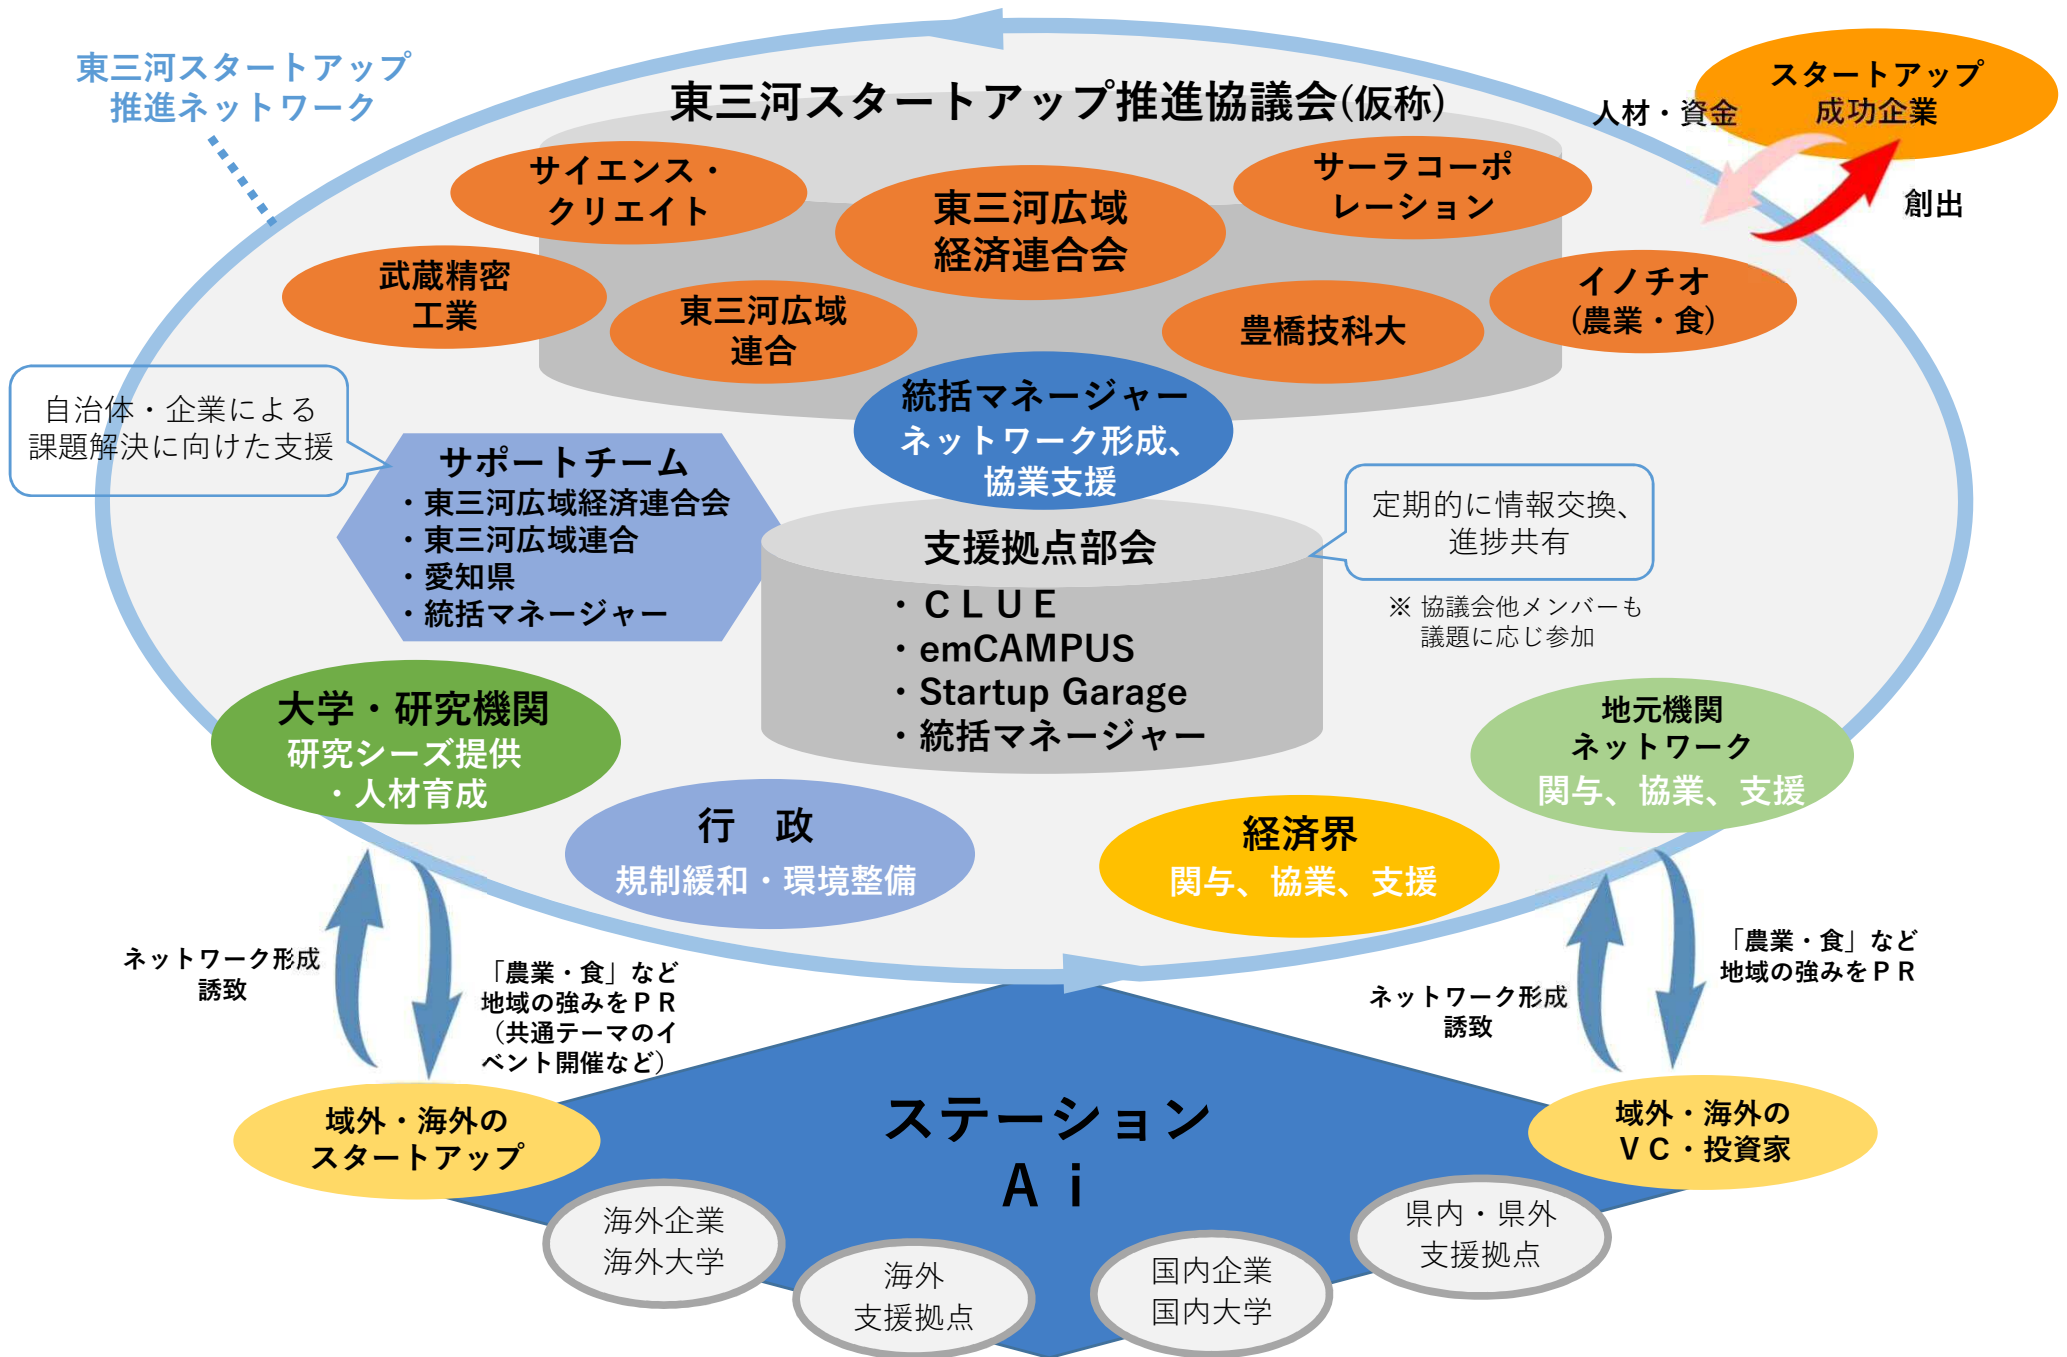 東三河スタートアップ
推進ネットワーク
東三河スタートアップ推進協議会(仮称)
スタートアップ
成功企業
人材・資金
創出
サイエンス・
クリエイト
東三河広域
経済連合会
サーラコーポ
レーション
武蔵精密
工業
東三河広域
連合
豊橋技科大
イノチオ
(農業・食)
統括マネージャー
ネットワーク形成、
協業支援
自治体・企業による
課題解決に向けた支援
サポートチーム
・東三河広域経済連合会
・東三河広域連合
・愛知県
・統括マネージャー
支援拠点部会
・ＣＬＵＥ
・emCAMPUS
・Startup Garage
・統括マネージャー
定期的に情報交換、
進捗共有
※ 協議会他メンバーも
議題に応じ参加
大学・研究機関
研究シーズ提供
・人材育成
行　政
規制緩和・環境整備
経済界
関与、協業、支援
地元機関
ネットワーク
関与、協業、支援
ネットワーク形成
誘致
「農業・食」など
地域の強みをＰＲ
（共通テーマのイ
ベント開催など）
ネットワーク形成
誘致
「農業・食」など
地域の強みをＰＲ
域外・海外の
スタートアップ
ステーション
Ａｉ
域外・海外の
ＶＣ・投資家
海外企業
海外大学
海外
支援拠点
国内企業
国内大学
県内・県外
支援拠点